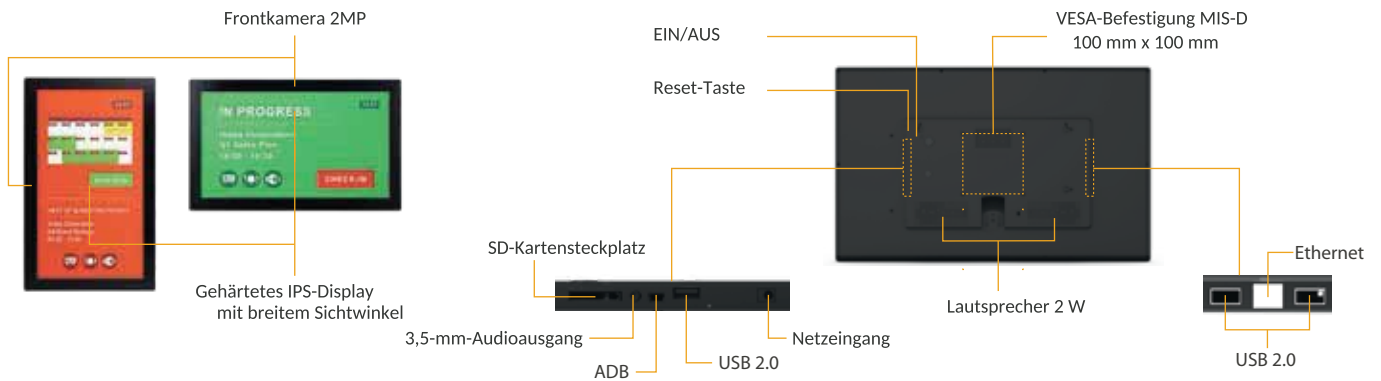 Frontkamera 2MP
IN PROGRESS
CHECK-IN
Gehärtetes IPS-Display
mit breitem Sichtwinkel
EIN/AUS
Reset-Taste
VESA-Befestigung MIS-D
100 mm x 100 mm
SD-Kartensteckplatz
3,5-mm-Audioausgang
ADB
USB 2.0
Netzeingang
Lautsprecher 2 W
Ethernet
USB 2.0